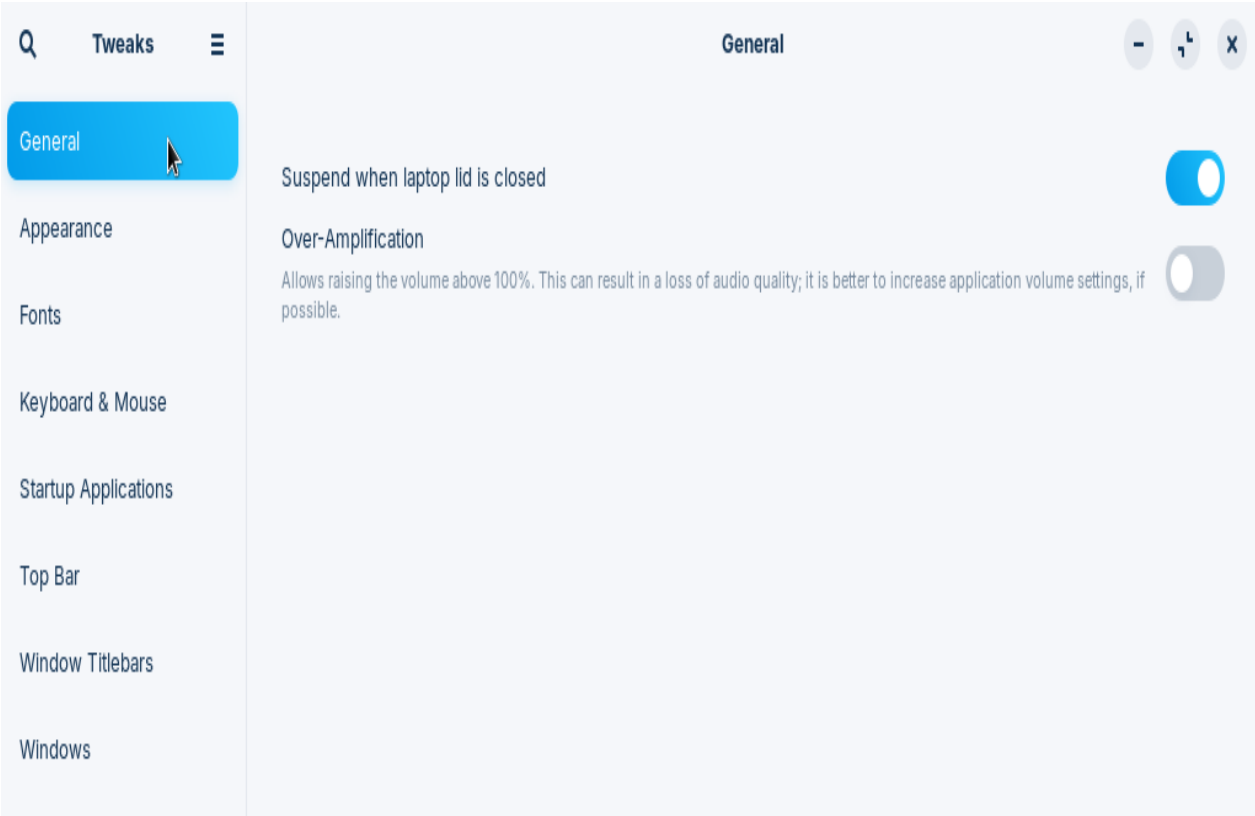 Tweaks
General
General
Appearance
Fonts
Keyboard & Mouse
Startup Applications
Top Bar
Window Titlebars
Windows
Suspend when laptop lid is closed
Over-Amplification
Allows raising the volume above 100%. This can result in a loss of audio quality; it is better to increase application volume settings, if
possible.